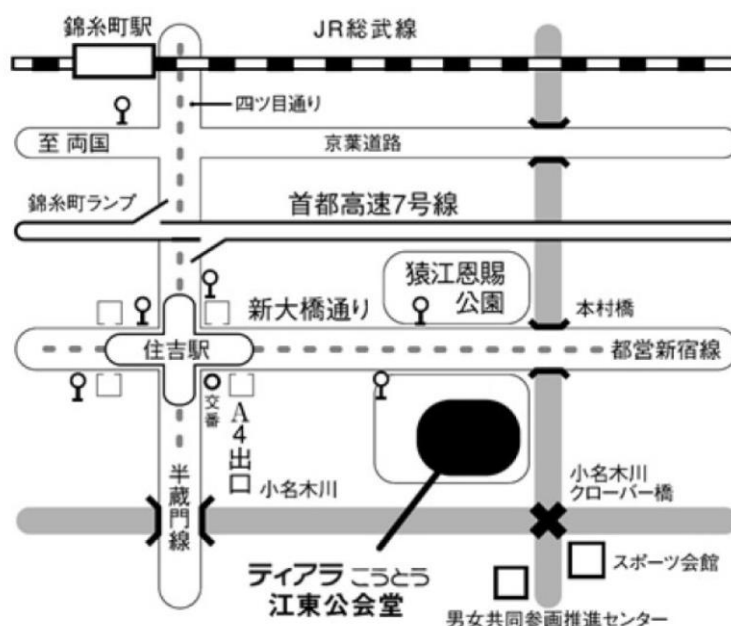 錦糸町駅
JR総武線
四ツ目通り
至 両国
京葉道路
錦糸町ランプ
首都高速7号線
猿江恩賜
公園
新大橋通り
本村橋
住吉駅
都営新宿線
交番
A4出口
半蔵門線
小名木川
小名木川
クローバー橋
ティアラこうとう
江東公会堂
スポーツ会館
男女共同参画推進センター